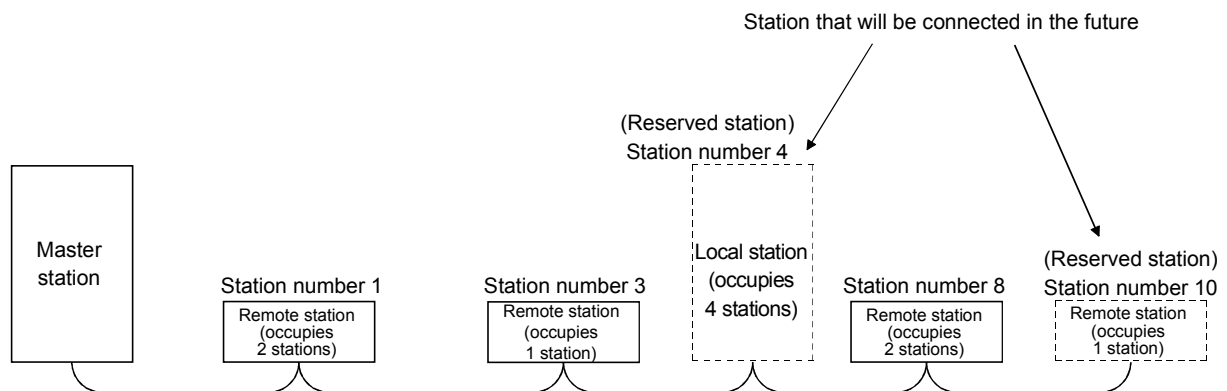 Station that will be connected in the future
(Reserved station)
Station number 4
Master
station
Station number 1
Remote station
(occupies
2 stations)
Station number 3
Remote station
(occupies
1 station)
Local station
(occupies
4 stations)
Station number 8
Remote station
(occupies
2 stations)
(Reserved station)
Station number 10
Remote station
(occupies
1 station)